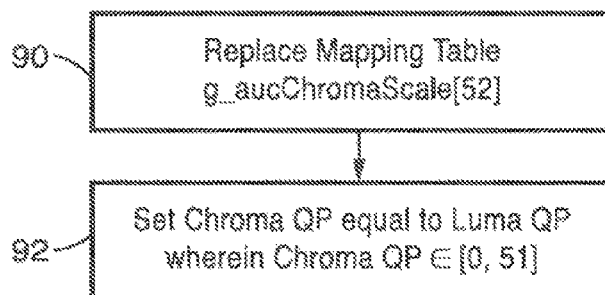 90
Replace Mapping Table
g_aucChromaScale[52]
92
Set Chroma QP equal to Luma QP
wherein Chroma QP ∈ [0, 51]